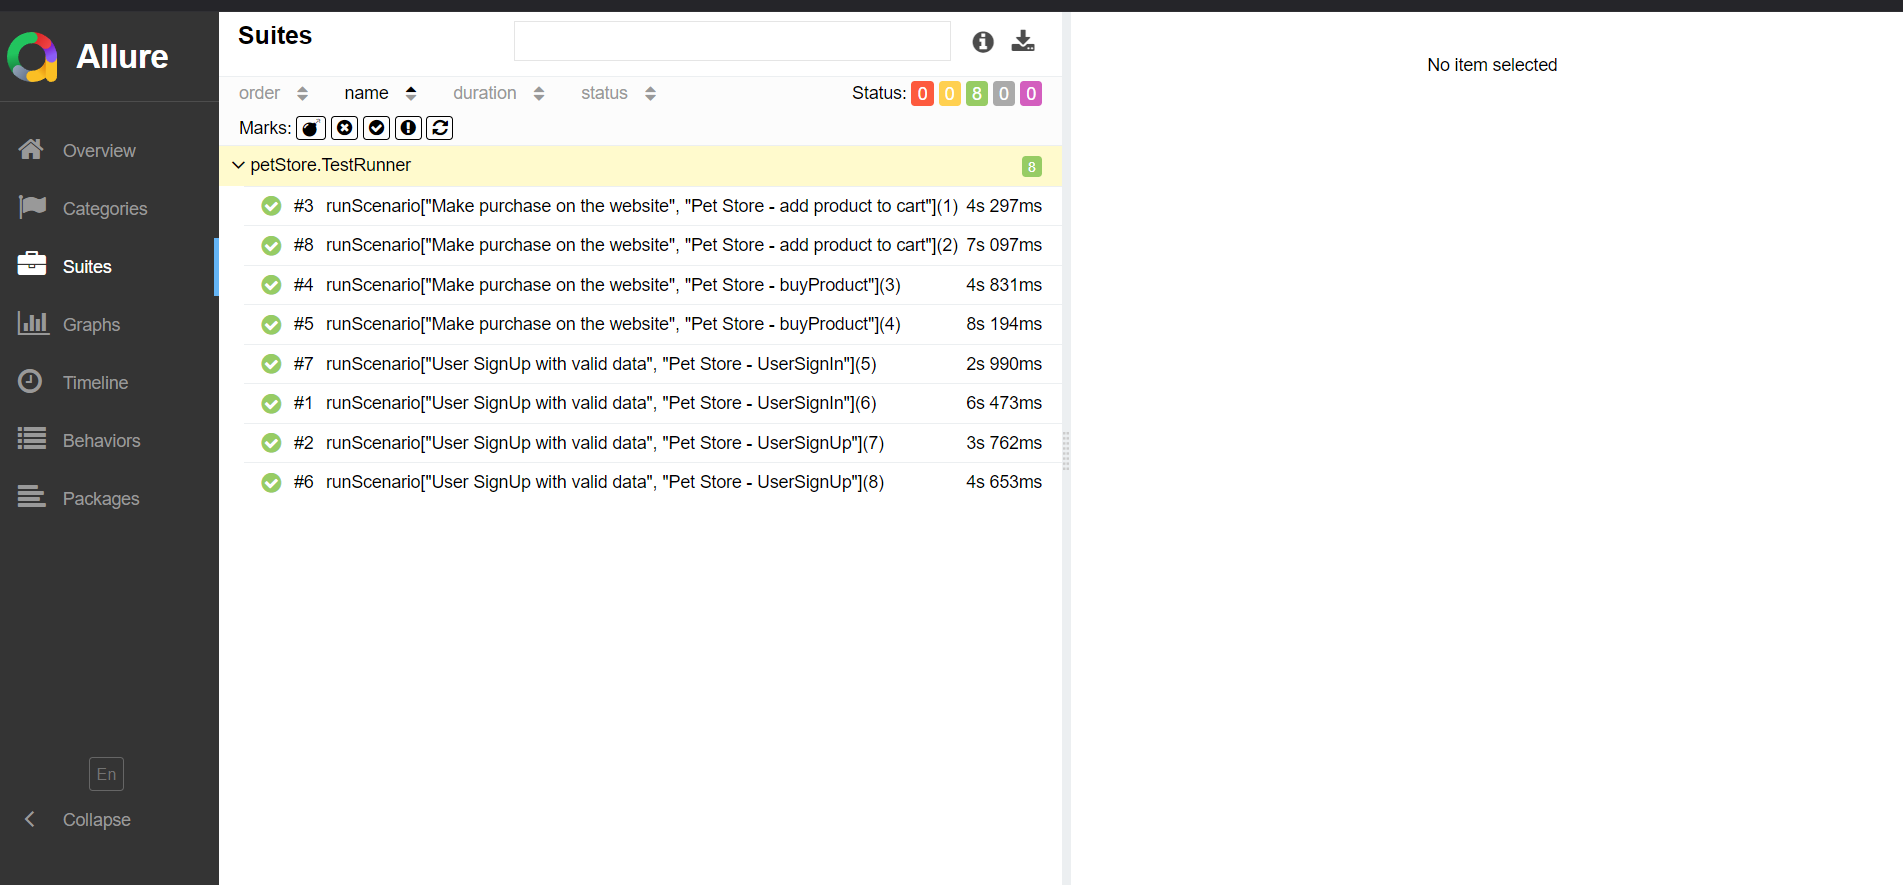 Allure
Overview
Categories
Suites
Graphs
Timeline
Behaviors
Packages
En
Collapse
Suites
order name duration status Status: 0 0 8 0 0
Marks:
petStore.TestRunner 8
#3 runScenario["Make purchase on the website", "Pet Store - add product to cart"](1) 4s 297ms
#8 runScenario["Make purchase on the website", "Pet Store - add product to cart"](2) 7s 097ms
#4 runScenario["Make purchase on the website", "Pet Store - buyProduct"](3) 4s 831ms
#5 runScenario["Make purchase on the website", "Pet Store - buyProduct"](4) 8s 194ms
#7 runScenario["User SignUp with valid data", "Pet Store - UserSignIn"](5) 2s 990ms
#1 runScenario["User SignUp with valid data", "Pet Store - UserSignIn"](6) 6s 473ms
#2 runScenario["User SignUp with valid data", "Pet Store - UserSignUp"](7) 3s 762ms
#6 runScenario["User SignUp with valid data", "Pet Store - UserSignUp"](8) 4s 653ms
No item selected